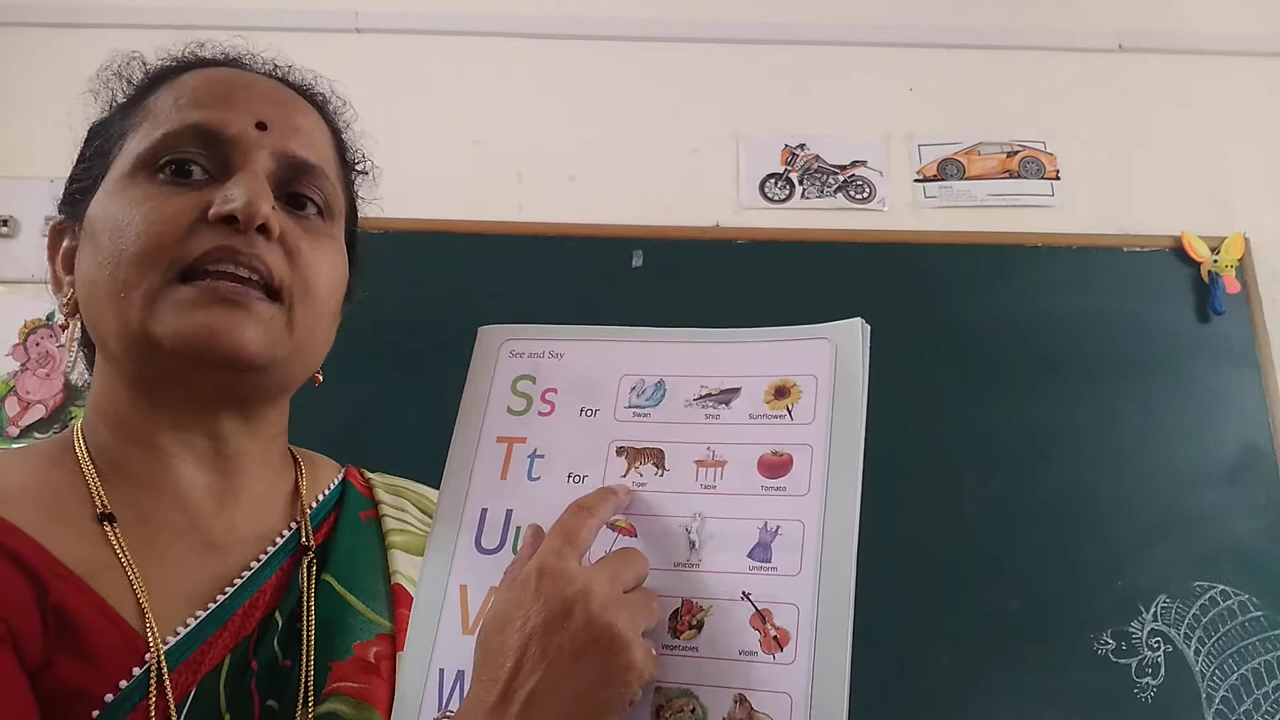 See and Say
Ss for Swan Ship Sunflower
Tt for Tiger Table Tomato
Uu Unicorn Uniform
V Vegetables Violin
W